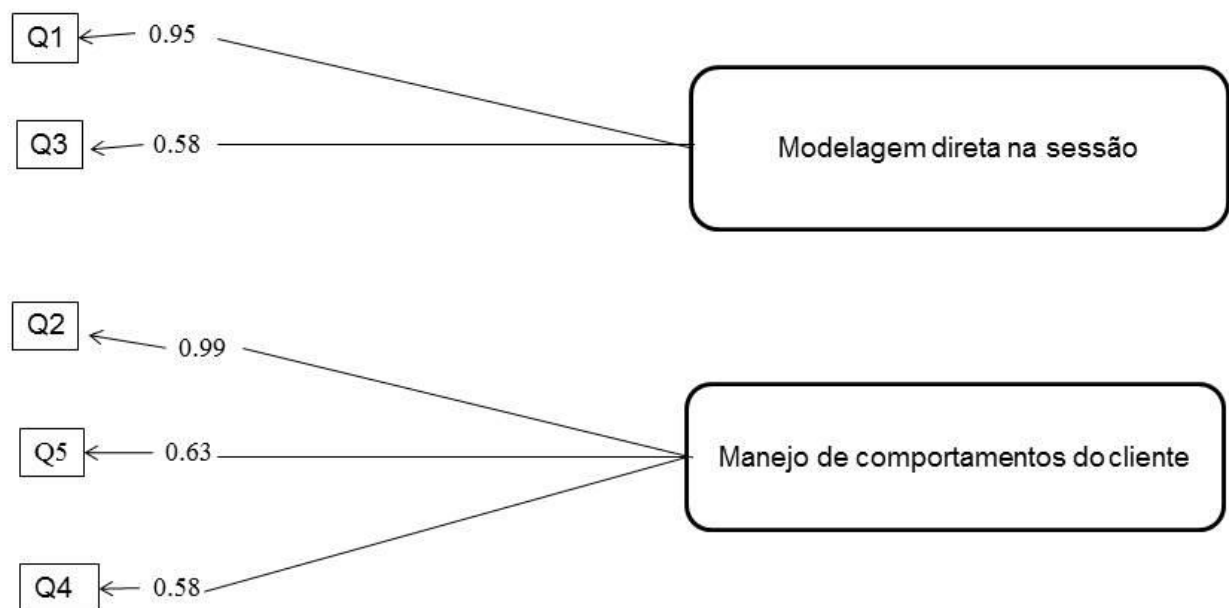 Q1 0.95
Q3 0.58
Modelagem direta na sessão
Q2 0.99
Q5 0.63
Manejo de comportamentos do cliente
Q4 0.58